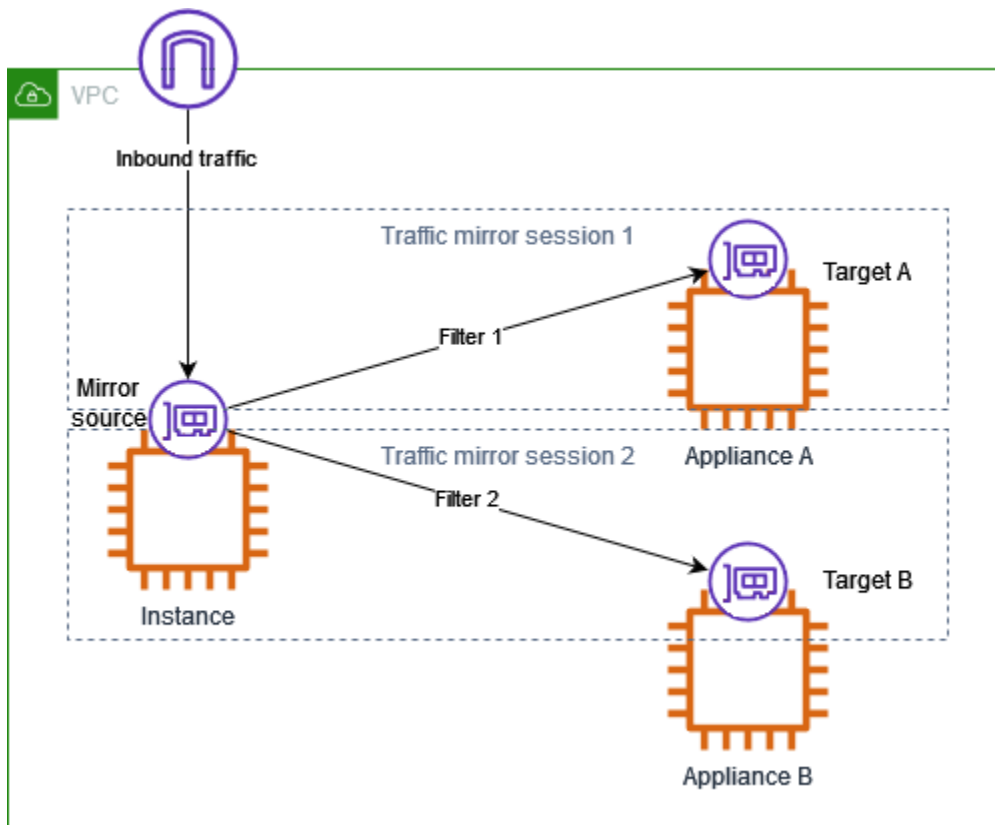 VPC
Inbound traffic
Traffic mirror session 1
Target A
Filter 1
Mirror
source
Appliance A
Traffic mirror session 2
Filter 2
Target B
Instance
Appliance B